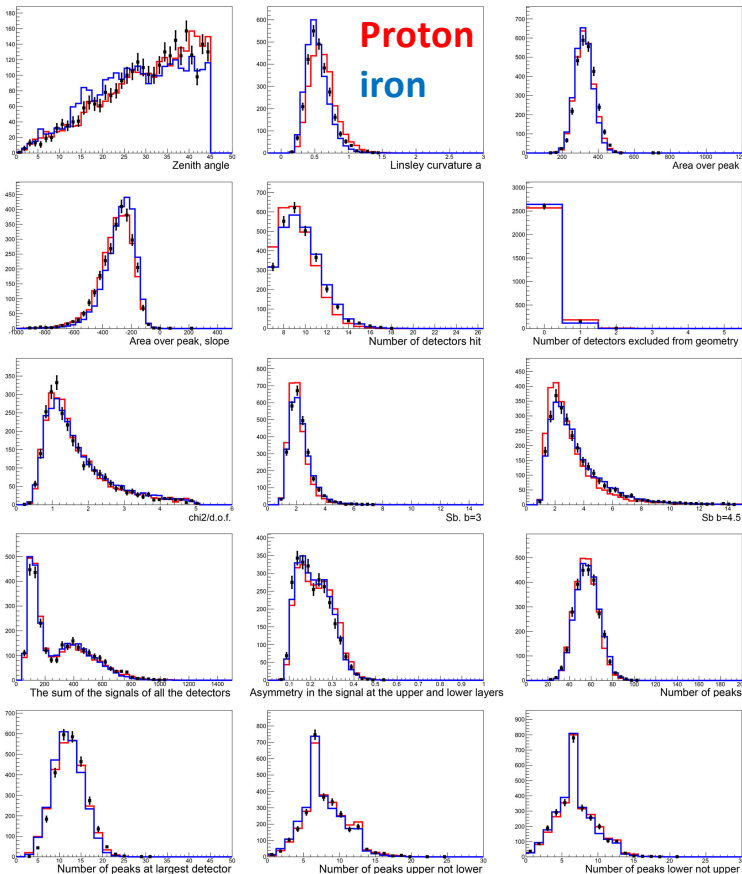 Proton
iron
Zenith angle
Linsley curvature a
Area over peak
Area over peak, slope
Number of detectors hit
Number of detectors excluded from geometry
chi2/d.o.f.
Sb. b=3
Sb b=4.5
The sum of the signals of all the detectors
Asymmetry in the signal at the upper and lower layers
Number of peaks
Number of peaks at largest detector
Number of peaks upper not lower
Number of peaks lower not upper